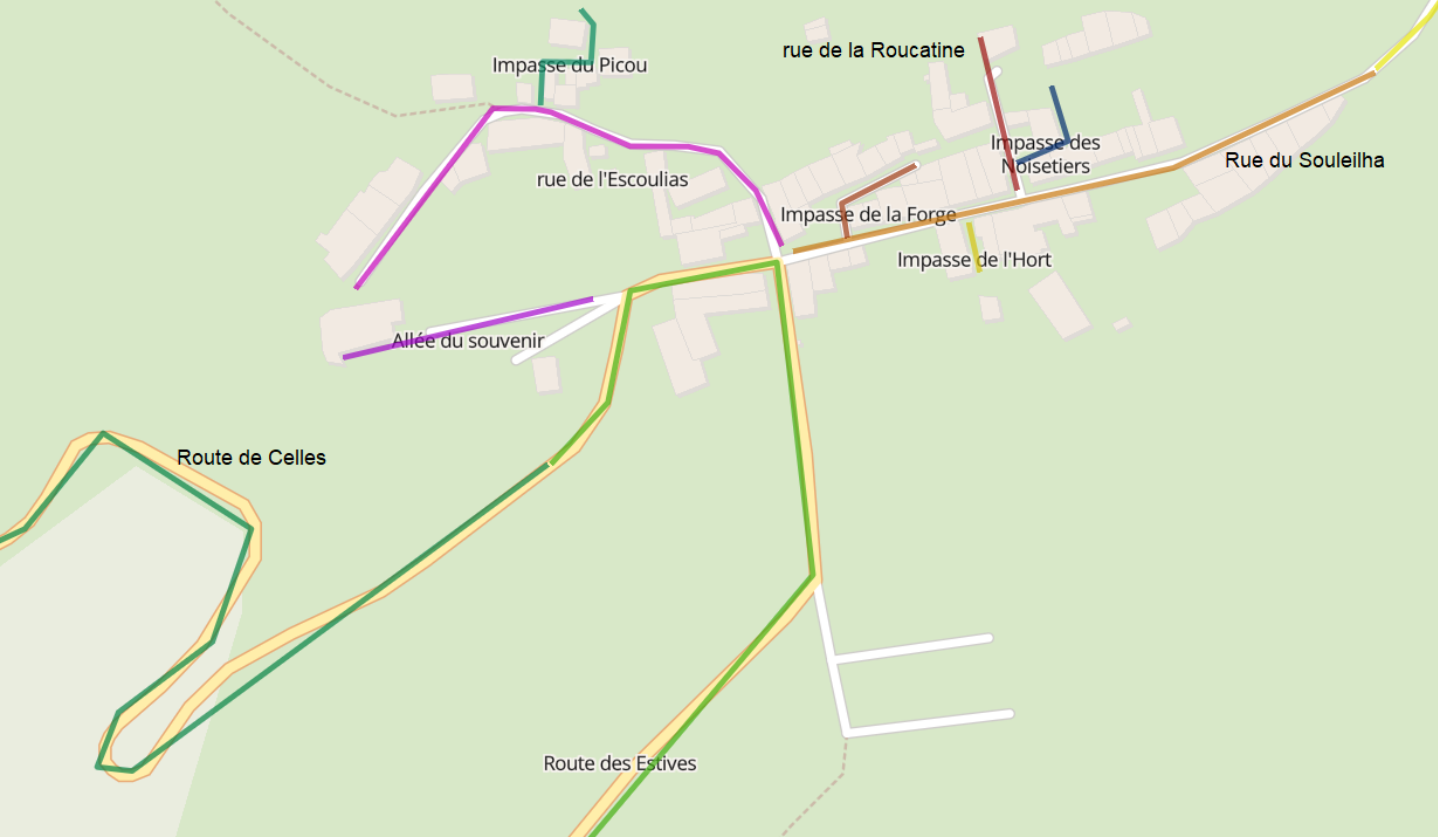 rue de la Roucatine
Impasse du Picou
Impasse des
Noisetiers
Rue du Souleilha
rue de l'Escoulias
Impasse de la Forge
Impasse de l'Hort
Allée du souvenir
Route de Celles
Route des Estives